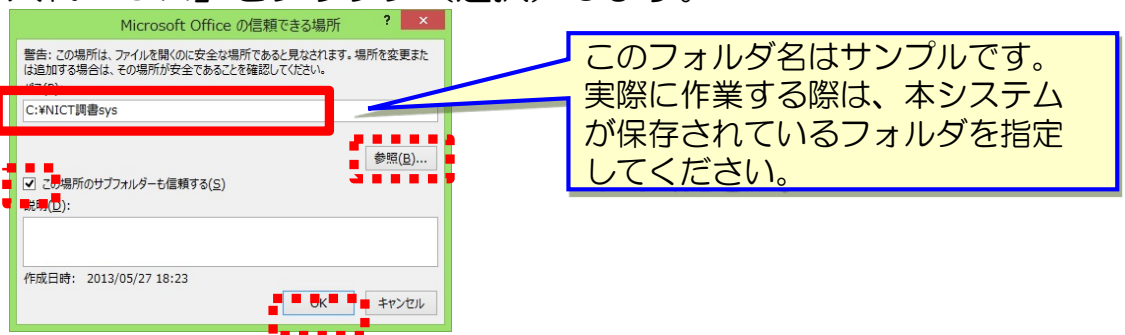 Microsoft Office の信頼できる場所
警告: この場所は、ファイルを開くのに安全な場所であると見なされます。場所を変更また
は追加する場合は、その場所が安全であることを確認してください。
C:¥NICT調書sys
参照(B)...
この場所のサブフォルダーも信頼する(S)
説明(D):
作成日時: 2013/05/27 18:23
OK
キャンセル
このフォルダ名はサンプルです。
実際に作業する際は、本システム
が保存されているフォルダを指定
してください。